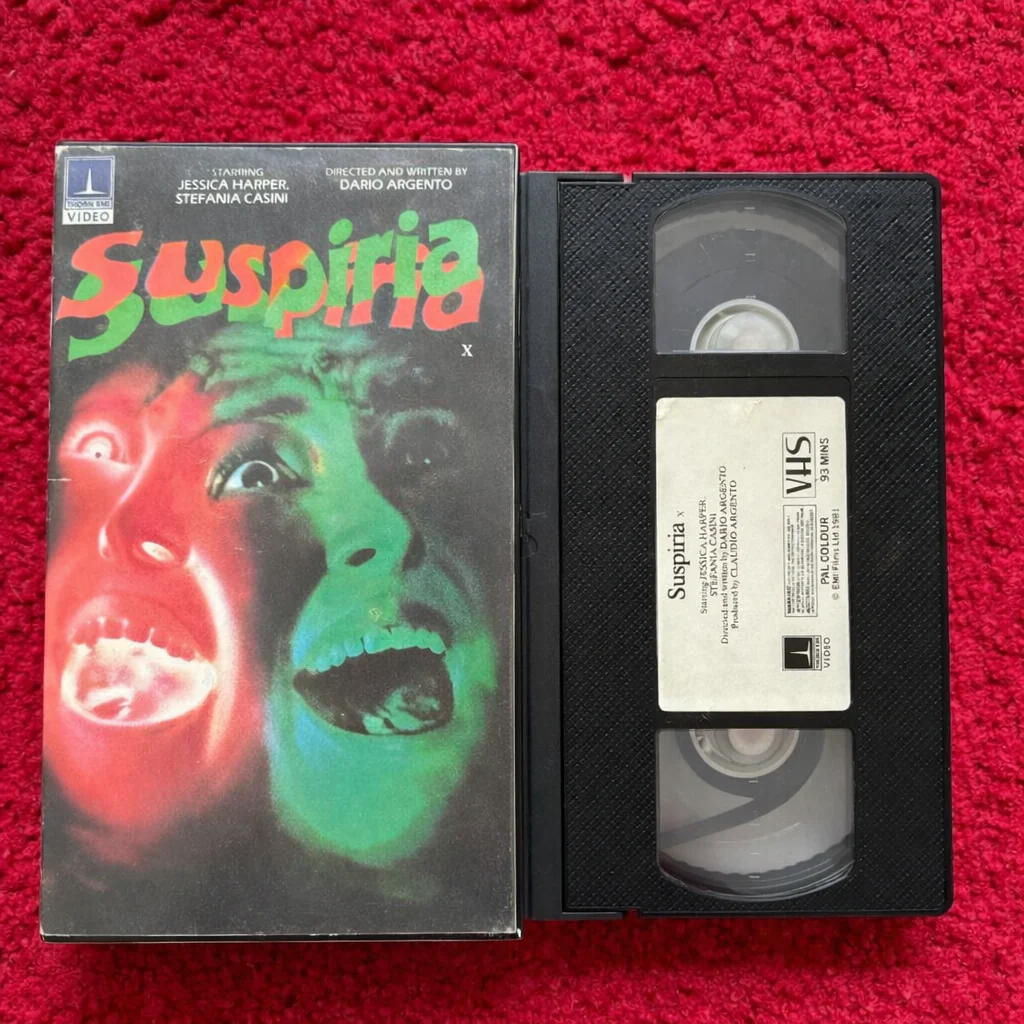 THORN EMI
VIDEO
STARRING
JESSICA HARPER,
STEFANIA CASINI
DIRECTED AND WRITTEN BY
DARIO ARGENTO
Suspiria
X
Suspiria X
Starring JESSICA HARPER,
STEFANIA CASINI
Directed and written by DARIO ARGENTO
Produced by CLAUDIO ARGENTO
VHS
93 MINS
PAL COLOUR
© EMI Films Ltd 1981
VIDEO